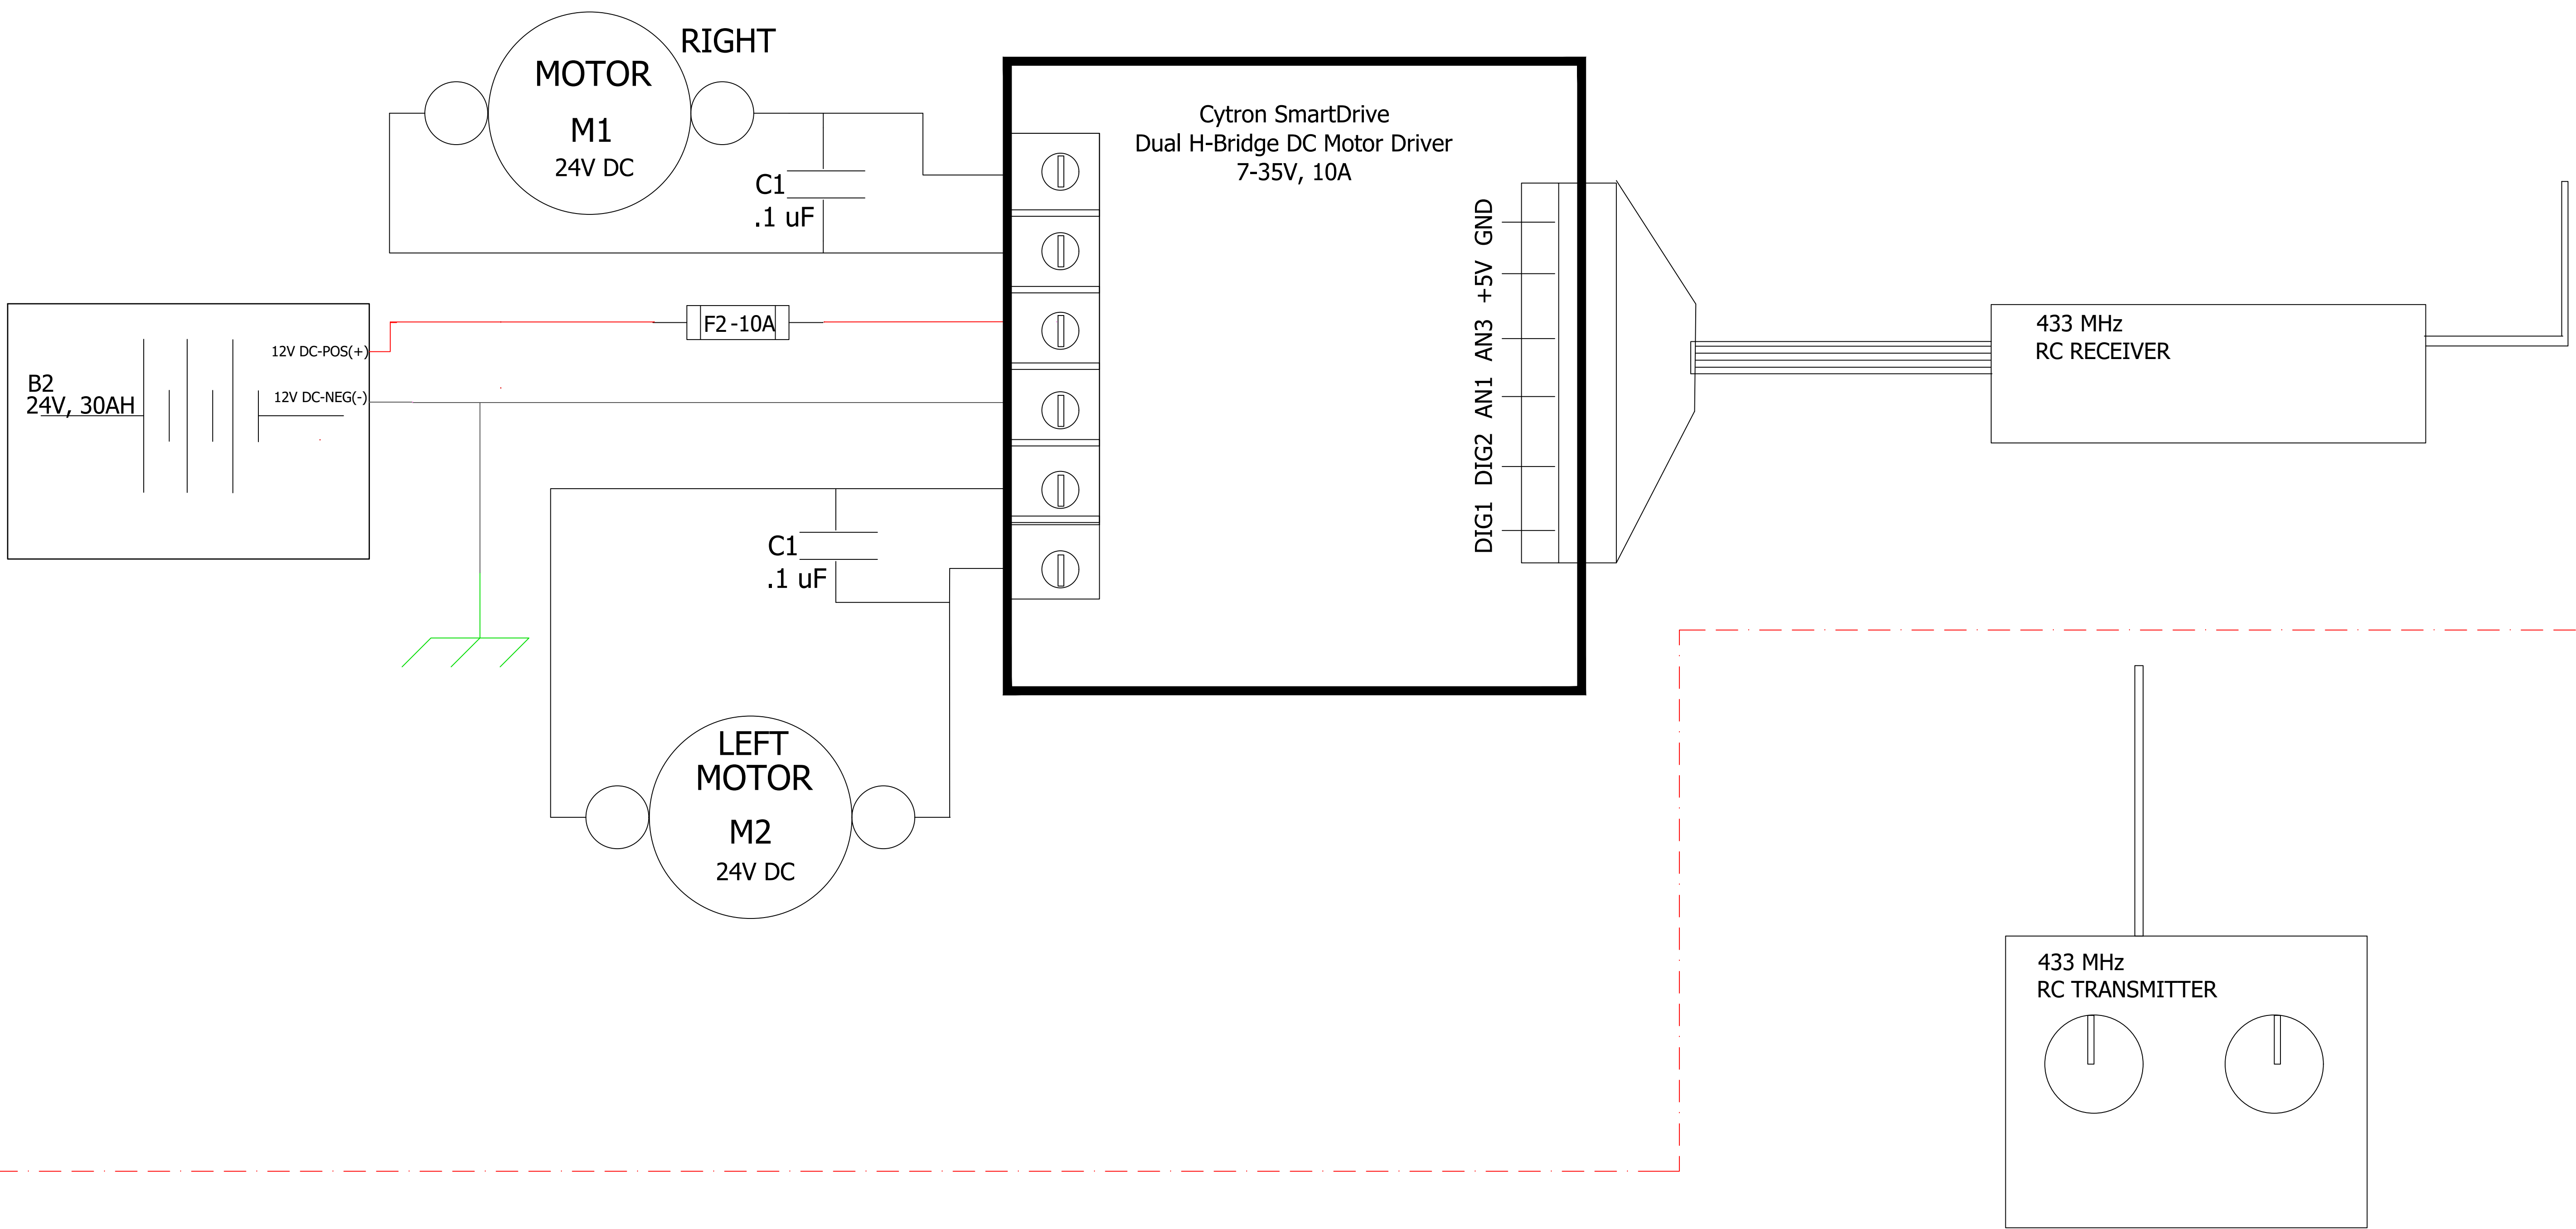 RIGHT
MOTOR
M1
24V DC
C1
.1 uF
Cytron SmartDrive
Dual H-Bridge DC Motor Driver
7-35V, 10A
GND
+5V
AN3
AN1
DIG2
DIG1
F2-10A
12V DC-POS(+)
12V DC-NEG(-)
B2
24V, 30AH
433 MHz
RC RECEIVER
C1
.1 uF
LEFT
MOTOR
M2
24V DC
433 MHz
RC TRANSMITTER